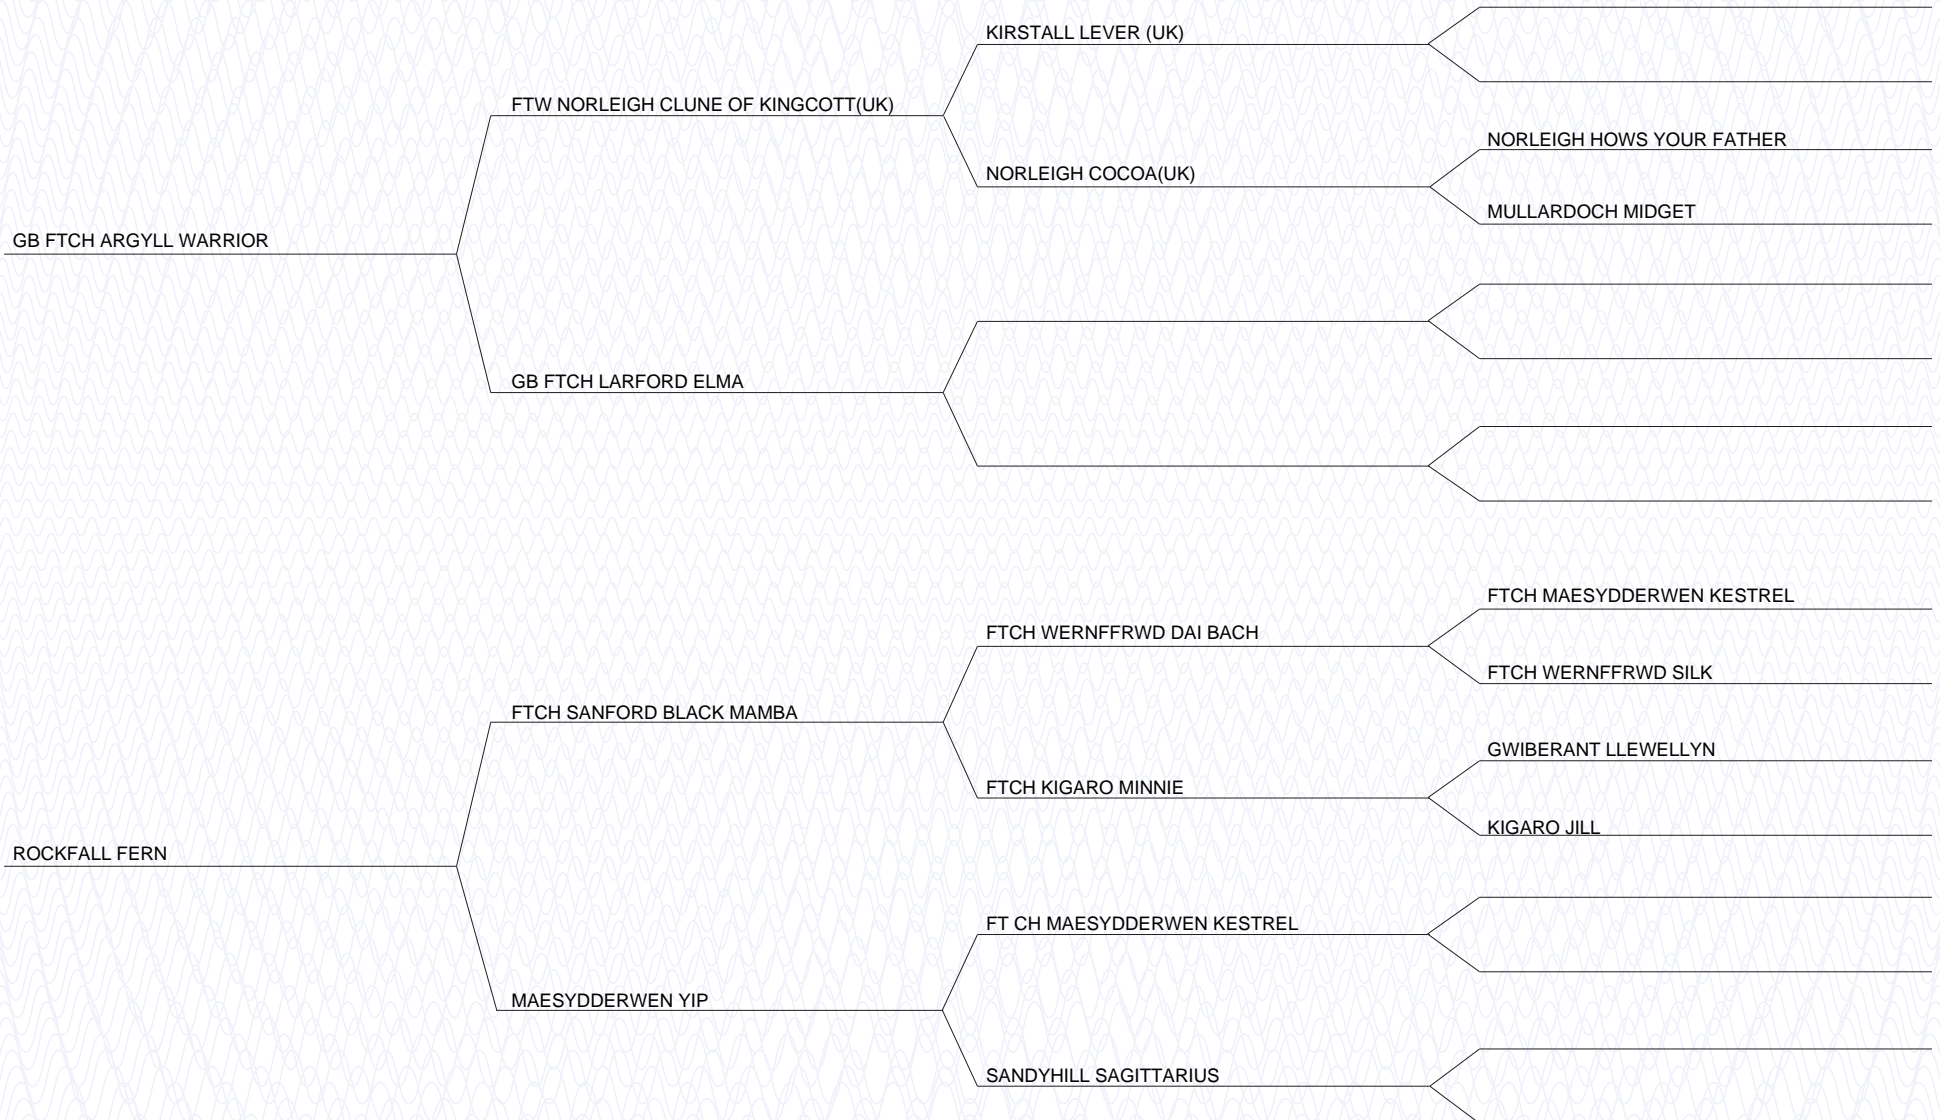 KIRSTALL LEVER (UK)
FTW NORLEIGH CLUNE OF KINGCOTT(UK)
NORLEIGH HOWS YOUR FATHER
NORLEIGH COCOA(UK)
MULLARDOCH MIDGET
GB FTCH ARGYLL WARRIOR
GB FTCH LARFORD ELMA
FTCH MAESYDDERWEN KESTREL
FTCH WERNFFRWD DAI BACH
FTCH WERNFFRWD SILK
FTCH SANFORD BLACK MAMBA
GWIBERANT LLEWELLYN
FTCH KIGARO MINNIE
KIGARO JILL
ROCKFALL FERN
FT CH MAESYDDERWEN KESTREL
MAESYDDERWEN YIP
SANDYHILL SAGITTARIUS